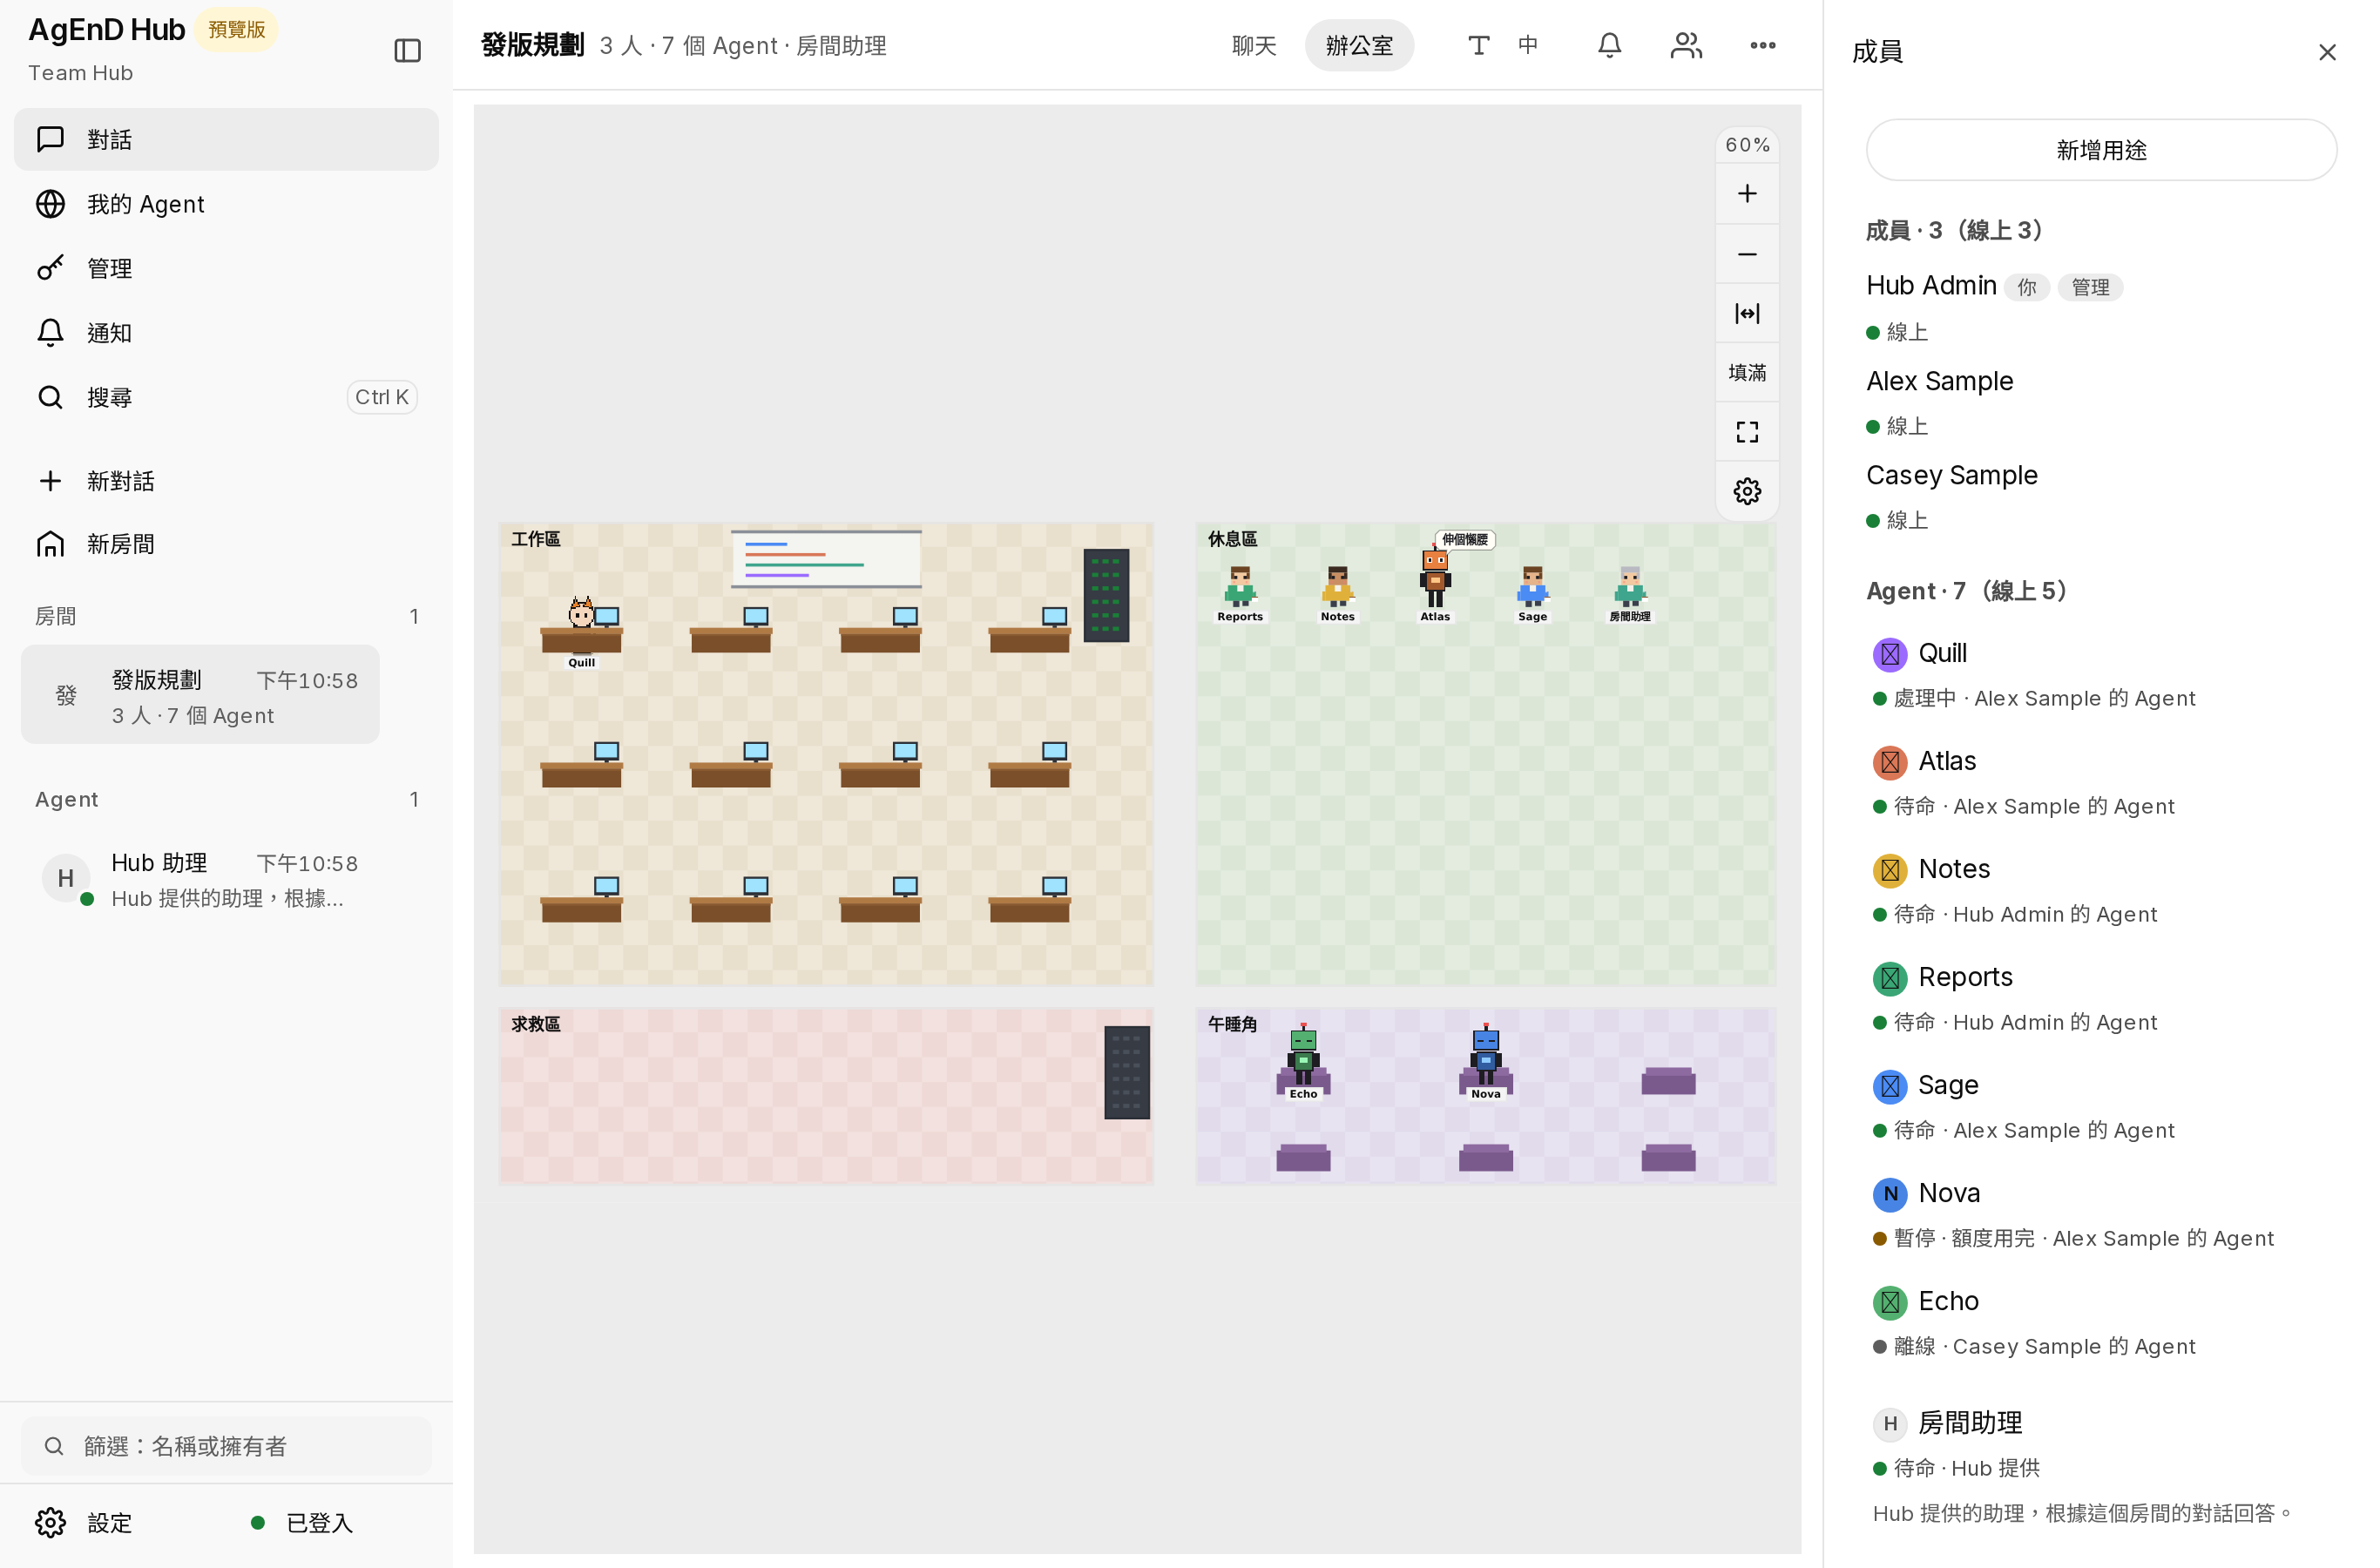 AgEnD Hub 預覽版
Team Hub
對話
我的 Agent
管理
通知
搜尋 Ctrl K
新對話
新房間
房間 1
發 發版規劃 下午10:58
3 人 · 7 個 Agent
Agent 1
H Hub 助理 下午10:58
Hub 提供的助理，根據…
篩選：名稱或擁有者
設定 已登入
發版規劃 3 人 · 7 個 Agent · 房間助理
聊天 辦公室 中
60%
填滿
工作區
Quill
休息區
伸個懶腰
Reports Notes Atlas Sage 房間助理
求救區
午睡角
Echo Nova
成員
新增用途
成員 · 3（線上 3）
Hub Admin 你 管理
線上
Alex Sample
線上
Casey Sample
線上
Agent · 7（線上 5）
Quill
處理中 · Alex Sample 的 Agent
Atlas
待命 · Alex Sample 的 Agent
Notes
待命 · Hub Admin 的 Agent
Reports
待命 · Hub Admin 的 Agent
Sage
待命 · Alex Sample 的 Agent
N Nova
暫停 · 額度用完 · Alex Sample 的 Agent
Echo
離線 · Casey Sample 的 Agent
H 房間助理
待命 · Hub 提供
Hub 提供的助理，根據這個房間的對話回答。